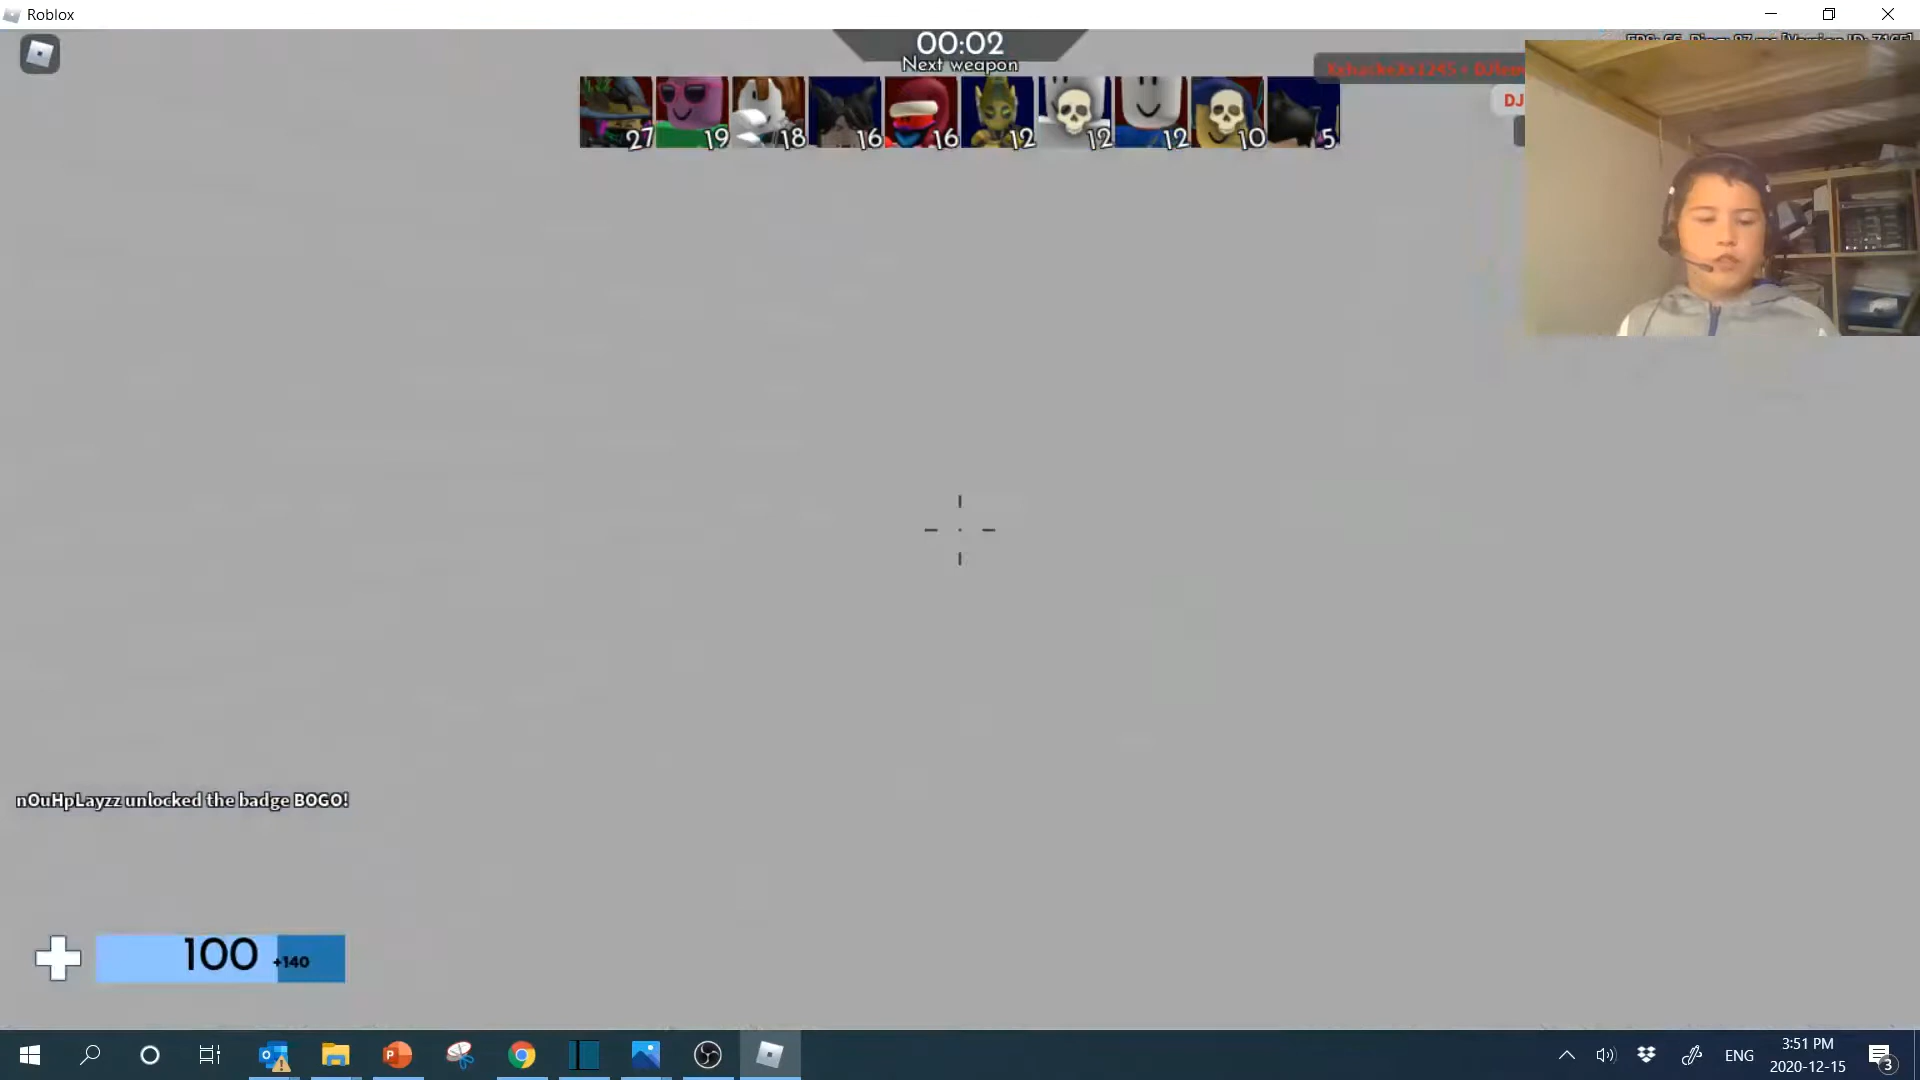 Roblox
00:02
Next weapon
27
19
18
16
16
12
12
12
10
5
DJ
nOuHpLayzz unlocked the badge BOGO!
100
+140
ENG
3:51 PM
2020-12-15
3